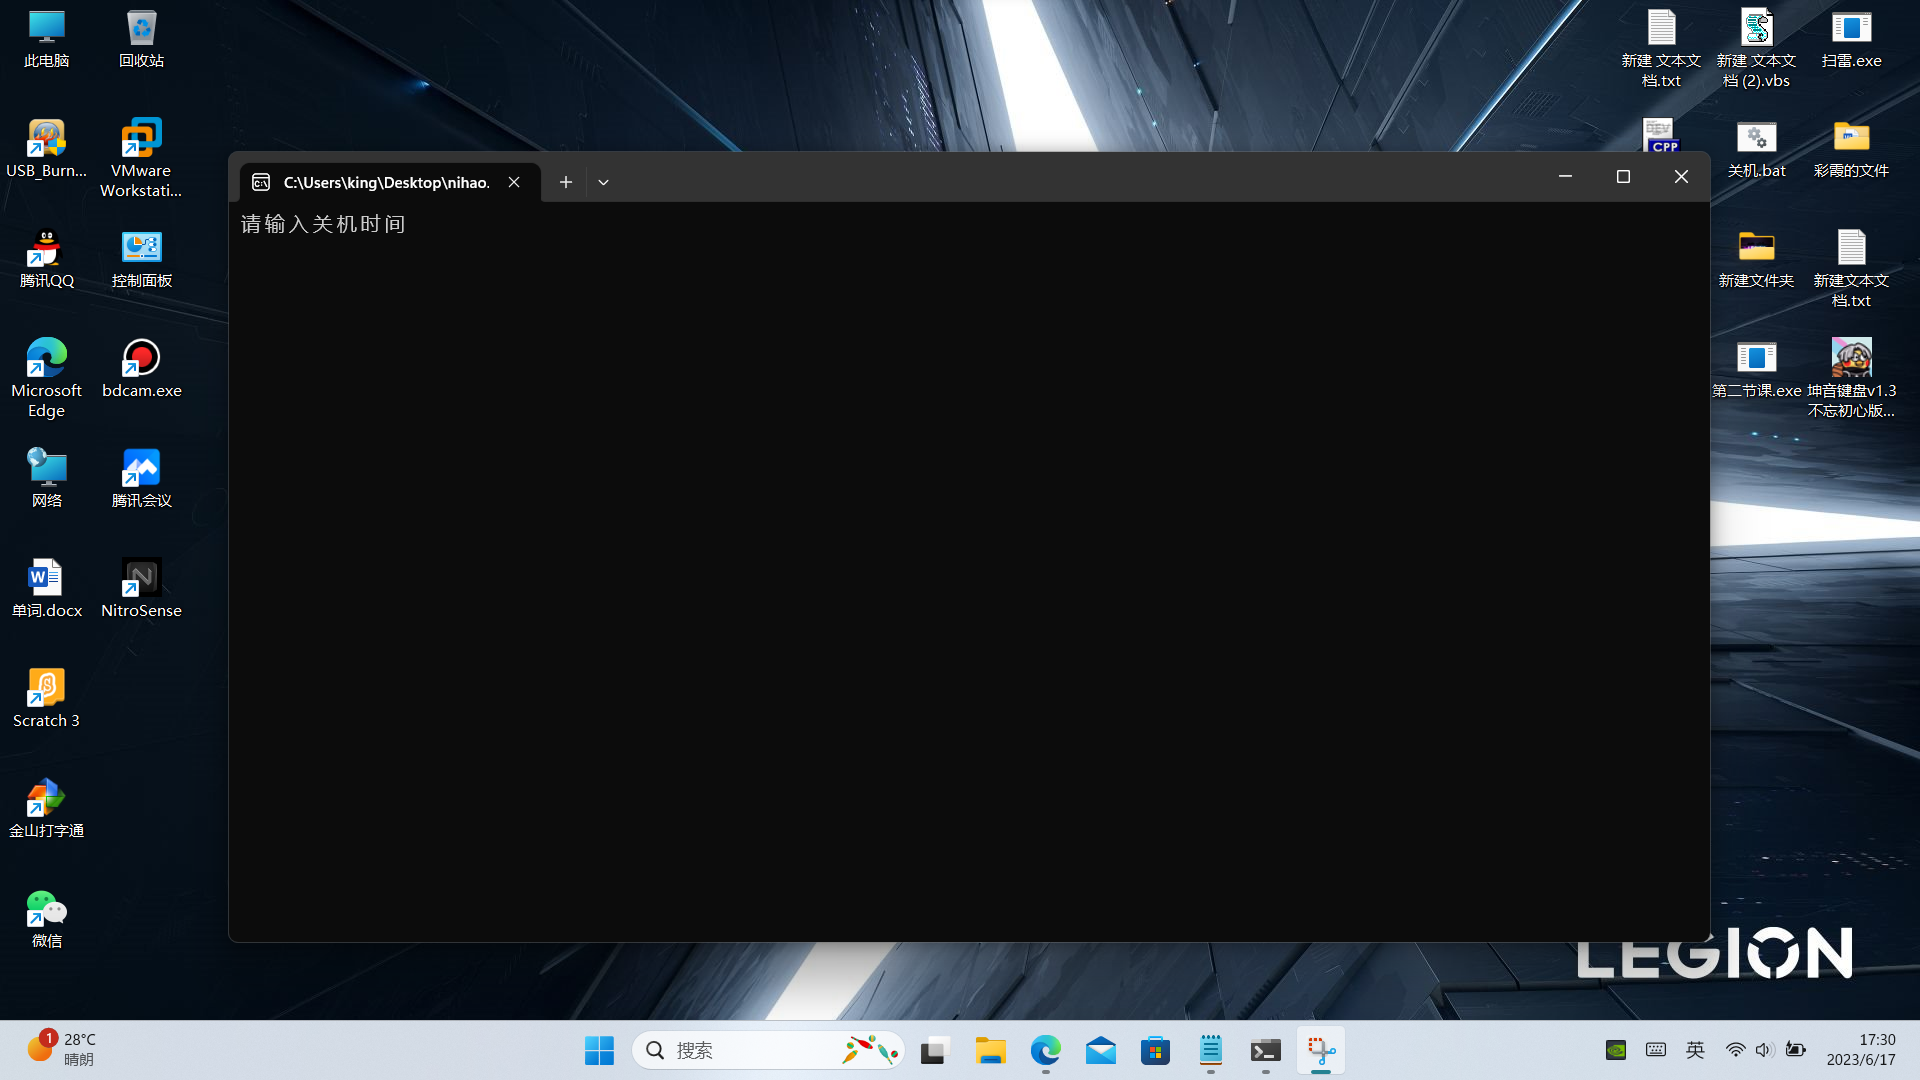 此电脑
回收站
USB_Burn...
VMware
Workstati...
腾讯QQ
控制面板
Microsoft
Edge
bdcam.exe
网络
腾讯会议
单词.docx
NitroSense
Scratch 3
金山打字通
微信
C:\Users\king\Desktop\nihao.
请输入关机时间
新建 文本文
档.txt
新建 文本文
档 (2).vbs
扫雷.exe
DEV
CPP
关机.bat
彩霞的文件
新建文件夹
新建文本文
档.txt
第二节课.exe
坤音键盘v1.3
不忘初心版...
LEGION
1
28°C
晴朗
搜索
英
17:30
2023/6/17